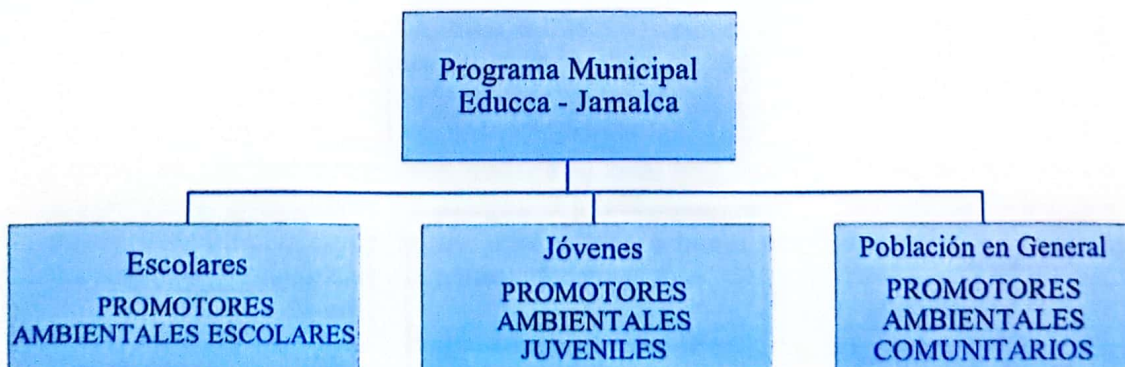 Programa Municipal
Educca - Jamalca
Escolares
PROMOTORES
AMBIENTALES ESCOLARES
Jóvenes
PROMOTORES
AMBIENTALES
JUVENILES
Población en General
PROMOTORES
AMBIENTALES
COMUNITARIOS